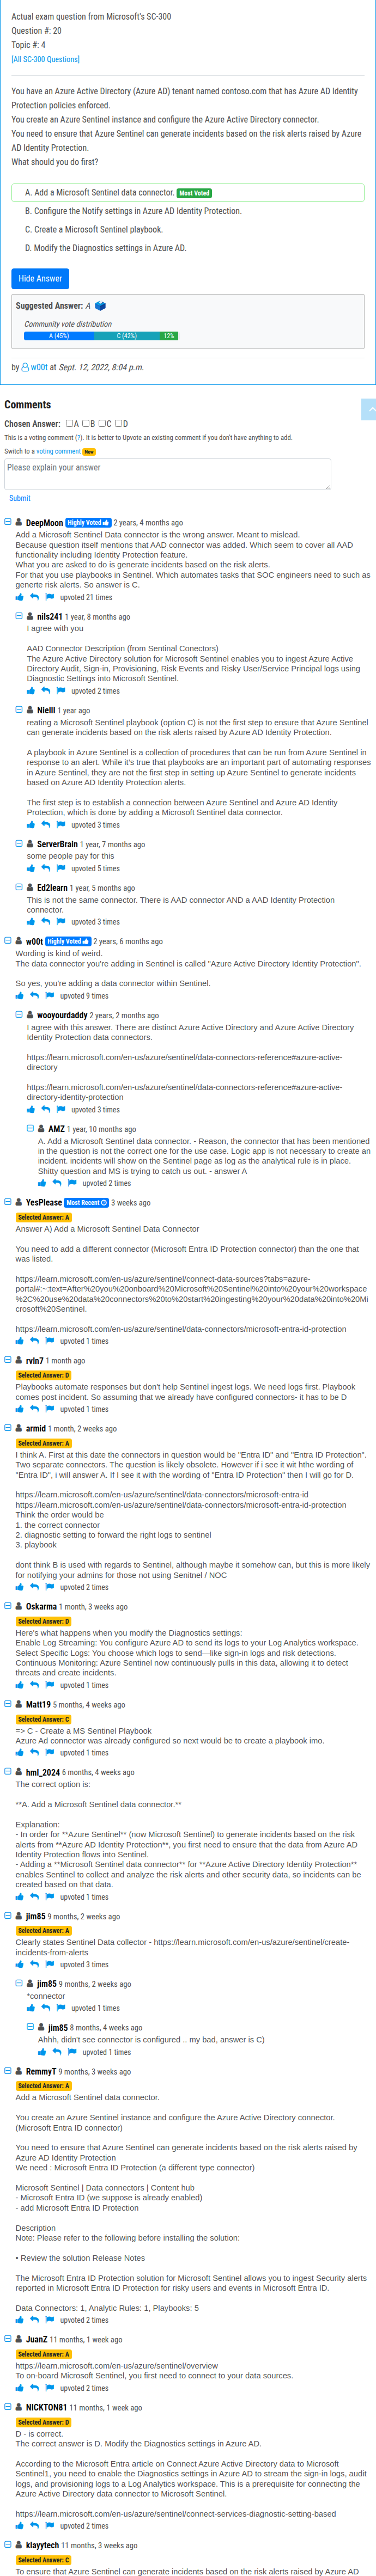 Actual exam question from Microsoft's SC-300
Question #: 20
Topic #: 4
[All SC-300 Questions]
You have an Azure Active Directory (Azure AD) tenant named contoso.com that has Azure AD Identity
Protection policies enforced.
You create an Azure Sentinel instance and configure the Azure Active Directory connector.
You need to ensure that Azure Sentinel can generate incidents based on the risk alerts raised by Azure
AD Identity Protection.
What should you do first?
A. Add a Microsoft Sentinel data connector. Most Voted
B. Configure the Notify settings in Azure AD Identity Protection.
C. Create a Microsoft Sentinel playbook.
D. Modify the Diagnostics settings in Azure AD.
Hide Answer
Suggested Answer: A
Community vote distribution
A (45%) C (42%) 12%
by w00t at Sept. 12, 2022, 8:04 p.m.
Comments
Chosen Answer: A B C D
This is a voting comment (?). It is better to Upvote an existing comment if you don't have anything to add.
Switch to a voting comment New
Please explain your answer
Submit
DeepMoon Highly Voted 2 years, 4 months ago
Add a Microsoft Sentinel data connector is the wrong answer. Meant to mislead.
Because question itself mentions that AAD connector was added. Which seem to cover all AAD
functionality including Identity Protection feature.
What you are asked to do is generate incidents based on the risk alerts.
For that you use playbooks in Sentinel. Which automates tasks that SOC engineers need to such as
generte risk alerts. So answer is C.
upvoted 21 times
nils241 1 year, 8 months ago
I agree with you
AAD Connector Description (from Sentinal Conectors)
The Azure Active Directory solution for Microsoft Sentinel enables you to ingest Azure Active
Directory Audit, Sign-in, Provisioning, Risk Events and Risky User/Service Principal logs using
Diagnostic Settings into Microsoft Sentinel.
upvoted 2 times
Nielll 1 year ago
reating a Microsoft Sentinel playbook (option C) is not the first step to ensure that Azure Sentinel
can generate incidents based on the risk alerts raised by Azure AD Identity Protection.
A playbook in Azure Sentinel is a collection of procedures that can be run from Azure Sentinel in
response to an alert. While it's true that playbooks are an important part of automating responses
in Azure Sentinel, they are not the first step in setting up Azure Sentinel to generate incidents
based on Azure AD Identity Protection alerts.
The first step is to establish a connection between Azure Sentinel and Azure AD Identity
Protection, which is done by adding a Microsoft Sentinel data connector.
upvoted 3 times
ServerBrain 1 year, 7 months ago
some people pay for this
upvoted 5 times
Ed2learn 1 year, 5 months ago
This is not the same connector. There is AAD connector AND a AAD Identity Protection
connector.
upvoted 3 times
w00t Highly Voted 2 years, 6 months ago
Wording is kind of weird.
The data connector you're adding in Sentinel is called "Azure Active Directory Identity Protection".
So yes, you're adding a data connector within Sentinel.
upvoted 9 times
wooyourdaddy 2 years, 2 months ago
I agree with this answer. There are distinct Azure Active Directory and Azure Active Directory
Identity Protection data connectors.
https://learn.microsoft.com/en-us/azure/sentinel/data-connectors-reference#azure-active-
directory
https://learn.microsoft.com/en-us/azure/sentinel/data-connectors-reference#azure-active-
directory-identity-protection
upvoted 3 times
AMZ 1 year, 10 months ago
A. Add a Microsoft Sentinel data connector. - Reason, the connector that has been mentioned
in the question is not the correct one for the use case. Logic app is not necessary to create an
incident. incidents will show on the Sentinel page as log as the analytical rule is in place.
Shitty question and MS is trying to catch us out. - answer A
upvoted 2 times
YesPlease Most Recent 3 weeks ago
Selected Answer: A
Answer A) Add a Microsoft Sentinel Data Connector
You need to add a different connector (Microsoft Entra ID Protection connector) than the one that
was listed.
https://learn.microsoft.com/en-us/azure/sentinel/connect-data-sources?tabs=azure-
portal#:~:text=After%20you%20onboard%20Microsoft%20Sentinel%20into%20your%20workspace
%2C%20use%20data%20connectors%20to%20start%20ingesting%20your%20data%20into%20Mi
crosoft%20Sentinel.
https://learn.microsoft.com/en-us/azure/sentinel/data-connectors/microsoft-entra-id-protection
upvoted 1 times
rvln7 1 month ago
Selected Answer: D
Playbooks automate responses but don't help Sentinel ingest logs. We need logs first. Playbook
comes post incident. So assuming that we already have configured connectors- it has to be D
upvoted 1 times
armid 1 month, 2 weeks ago
Selected Answer: A
I think A. First at this date the connectors in question would be "Entra ID" and "Entra ID Protection".
Two separate connectors. The question is likely obsolete. However if i see it wit hthe wording of
"Entra ID", i will answer A. If I see it with the wording of "Entra ID Protection" then I will go for D.
https://learn.microsoft.com/en-us/azure/sentinel/data-connectors/microsoft-entra-id
https://learn.microsoft.com/en-us/azure/sentinel/data-connectors/microsoft-entra-id-protection
Think the order would be
1. the correct connector
2. diagnostic setting to forward the right logs to sentinel
3. playbook
dont think B is used with regards to Sentinel, although maybe it somehow can, but this is more likely
for notifying your admins for those not using Senitnel / NOC
upvoted 2 times
Oskarma 1 month, 3 weeks ago
Selected Answer: D
Here's what happens when you modify the Diagnostics settings:
Enable Log Streaming: You configure Azure AD to send its logs to your Log Analytics workspace.
Select Specific Logs: You choose which logs to send—like sign-in logs and risk detections.
Continuous Monitoring: Azure Sentinel now continuously pulls in this data, allowing it to detect
threats and create incidents.
upvoted 1 times
Matt19 5 months, 4 weeks ago
Selected Answer: C
=> C - Create a MS Sentinel Playbook
Azure Ad connector was already configured so next would be to create a playbook imo.
upvoted 1 times
hml_2024 6 months, 4 weeks ago
The correct option is:
**A. Add a Microsoft Sentinel data connector.**
Explanation:
- In order for **Azure Sentinel** (now Microsoft Sentinel) to generate incidents based on the risk
alerts from **Azure AD Identity Protection**, you first need to ensure that the data from Azure AD
Identity Protection flows into Sentinel.
- Adding a **Microsoft Sentinel data connector** for **Azure Active Directory Identity Protection**
enables Sentinel to collect and analyze the risk alerts and other security data, so incidents can be
created based on that data.
upvoted 1 times
jim85 9 months, 2 weeks ago
Selected Answer: A
Clearly states Sentinel Data collector - https://learn.microsoft.com/en-us/azure/sentinel/create-
incidents-from-alerts
upvoted 3 times
jim85 9 months, 2 weeks ago
*connector
upvoted 1 times
jim85 8 months, 4 weeks ago
Ahhh, didn't see connector is configured .. my bad, answer is C)
upvoted 1 times
RemmyT 9 months, 3 weeks ago
Selected Answer: A
Add a Microsoft Sentinel data connector.
You create an Azure Sentinel instance and configure the Azure Active Directory connector.
(Microsoft Entra ID connector)
You need to ensure that Azure Sentinel can generate incidents based on the risk alerts raised by
Azure AD Identity Protection
We need : Microsoft Entra ID Protection (a different type connector)
Microsoft Sentinel | Data connectors | Content hub
- Microsoft Entra ID (we suppose is already enabled)
- add Microsoft Entra ID Protection
Description
Note: Please refer to the following before installing the solution:
• Review the solution Release Notes
The Microsoft Entra ID Protection solution for Microsoft Sentinel allows you to ingest Security alerts
reported in Microsoft Entra ID Protection for risky users and events in Microsoft Entra ID.
Data Connectors: 1, Analytic Rules: 1, Playbooks: 5
upvoted 2 times
JuanZ 11 months, 1 week ago
Selected Answer: A
https://learn.microsoft.com/en-us/azure/sentinel/overview
To on-board Microsoft Sentinel, you first need to connect to your data sources.
upvoted 2 times
NICKTON81 11 months, 1 week ago
Selected Answer: D
D - is correct.
The correct answer is D. Modify the Diagnostics settings in Azure AD.
According to the Microsoft Entra article on Connect Azure Active Directory data to Microsoft
Sentinel1, you need to enable the Diagnostics settings in Azure AD to stream the sign-in logs, audit
logs, and provisioning logs to a Log Analytics workspace. This is a prerequisite for connecting the
Azure Active Directory data connector to Microsoft Sentinel.
https://learn.microsoft.com/en-us/azure/sentinel/connect-services-diagnostic-setting-based
upvoted 2 times
klayytech 11 months, 3 weeks ago
Selected Answer: C
To ensure that Azure Sentinel can generate incidents based on the risk alerts raised by Azure AD